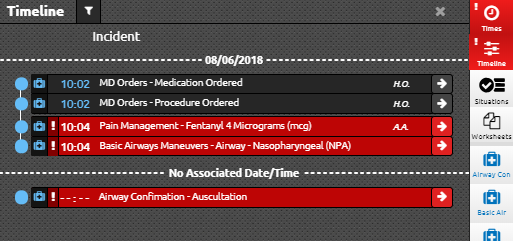 Timeline
Incident
08/06/2018
10:02 MD Orders - Medication Ordered H.O.
10:02 MD Orders - Procedure Ordered H.O.
! 10:04 Pain Management - Fentanyl 4 Micrograms (mcg) A.A.
! 10:04 Basic Airways Maneuvers - Airway - Nasopharyngeal (NPA)
No Associated Date/Time
! --:-- Airway Confimation - Auscultation
! Times
! Timeline
Situations
Worksheets
Airway Con
Basic Air